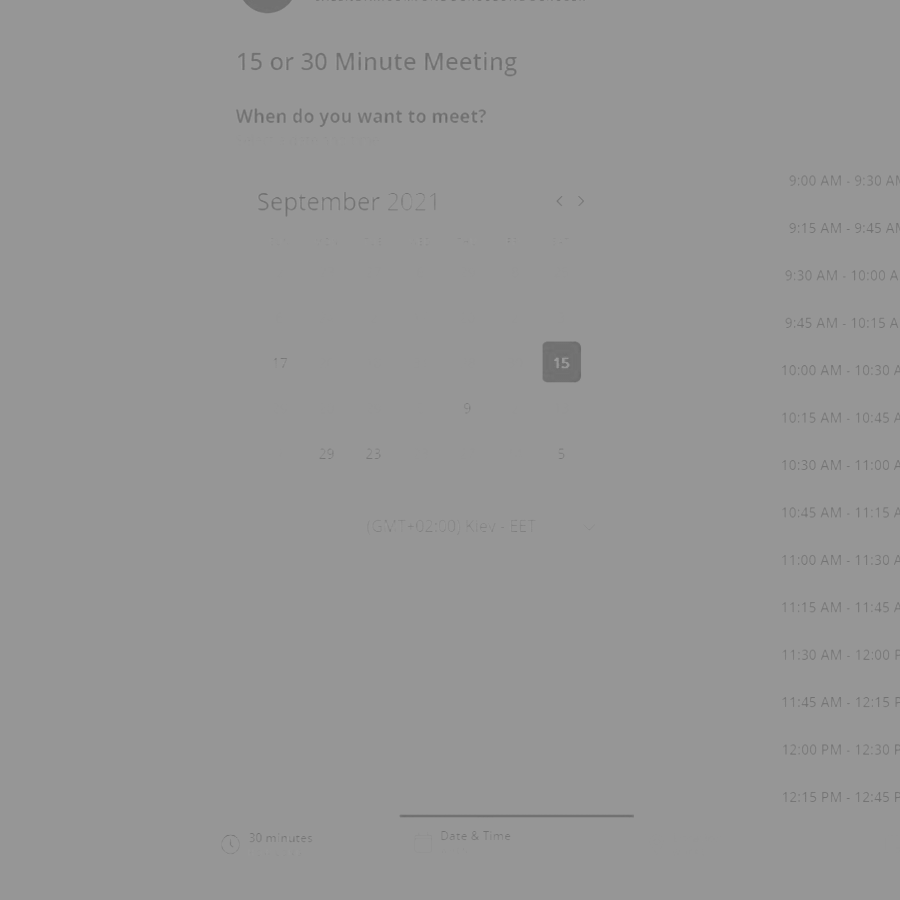 15 or 30 Minute Meeting
When do you want to meet?
September 2021
17
15
9
29 23 5
(GMT+02:00) Kiev - EET
9:00 AM - 9:30 AM
9:15 AM - 9:45 AM
9:30 AM - 10:00 A
9:45 AM - 10:15 A
10:00 AM - 10:30 A
10:15 AM - 10:45 A
10:30 AM - 11:00 A
10:45 AM - 11:15 A
11:00 AM - 11:30 A
11:15 AM - 11:45 A
11:30 AM - 12:00 P
11:45 AM - 12:15 P
12:00 PM - 12:30 P
12:15 PM - 12:45 P
30 minutes
Date & Time